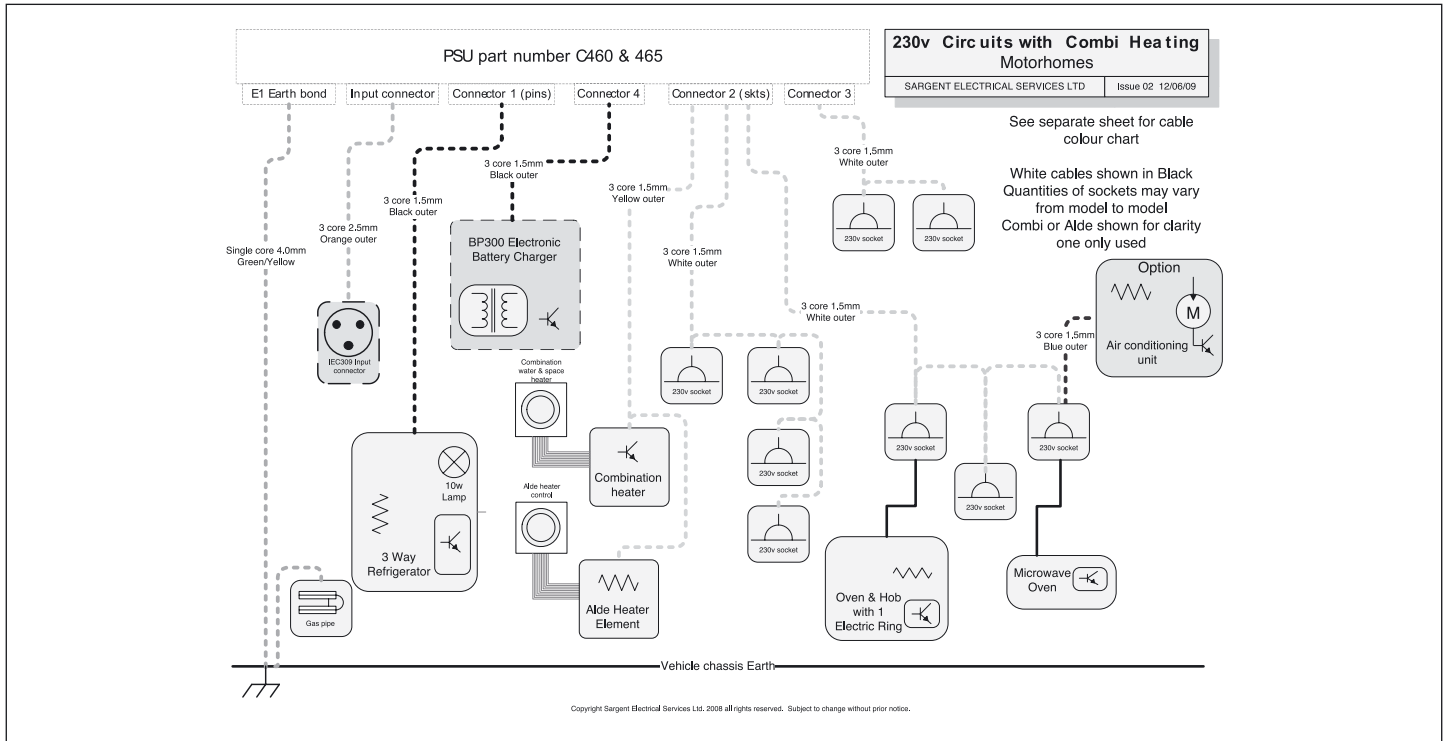 PSU part number C460 & 465
230v Circuits with Combi Heating
Motorhomes
SARGENT ELECTRICAL SERVICES LTD
Issue 02 12/06/09
E1 Earth bond
Input connector
Connector 1 (pins)
Connector 4
Connector 2 (skts)
Connector 3
See separate sheet for cable
colour chart
White cables shown in Black
Quantities of sockets may vary
from model to model
Combi or Alde shown for clarity
one only used
3 core 1.5mm
White outer
3 core 1.5mm
Black outer
3 core 1.5mm
Yellow outer
3 core 1.5mm
Black outer
3 core 2.5mm
Orange outer
Single core 4.0mm
Green/Yellow
230v socket
230v socket
BP300 Electronic
Battery Charger
3 core 1.5mm
White outer
Option
M
Air conditioning
unit
3 core 1.5mm
White outer
3 core 1.5mm
Blue outer
IEC309 Input
connector
Combination
water & space
heater
230v socket
230v socket
230v socket
230v socket
230v socket
230v socket
230v socket
10w
Lamp
3 Way
Refrigerator
Combination
heater
Alde heater
control
Alde Heater
Element
Oven & Hob
with 1
Electric Ring
Microwave
Oven
Gas pipe
Vehicle chassis Earth
Copyright Sargent Electrical Services Ltd. 2008 all rights reserved. Subject to change without prior notice.